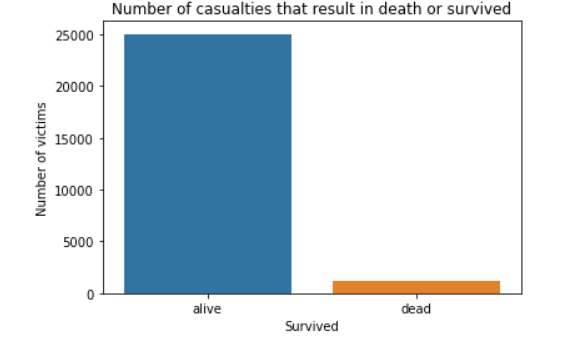 Number of casualties that result in death or survived
Number of victims
25000
20000
15000
10000
5000
0
alive dead
Survived